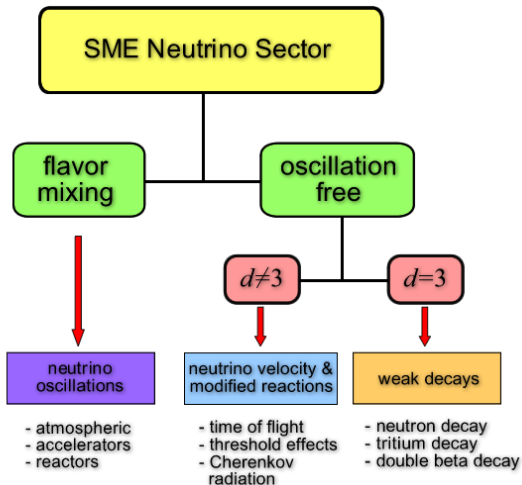 SME Neutrino Sector
flavor
mixing
oscillation
free
d≠3
d=3
neutrino
oscillations
neutrino velocity &
modified reactions
weak decays
- atmospheric
- accelerators
- reactors
- time of flight
- threshold effects
- Cherenkov
radiation
- neutron decay
- tritium decay
- double beta decay